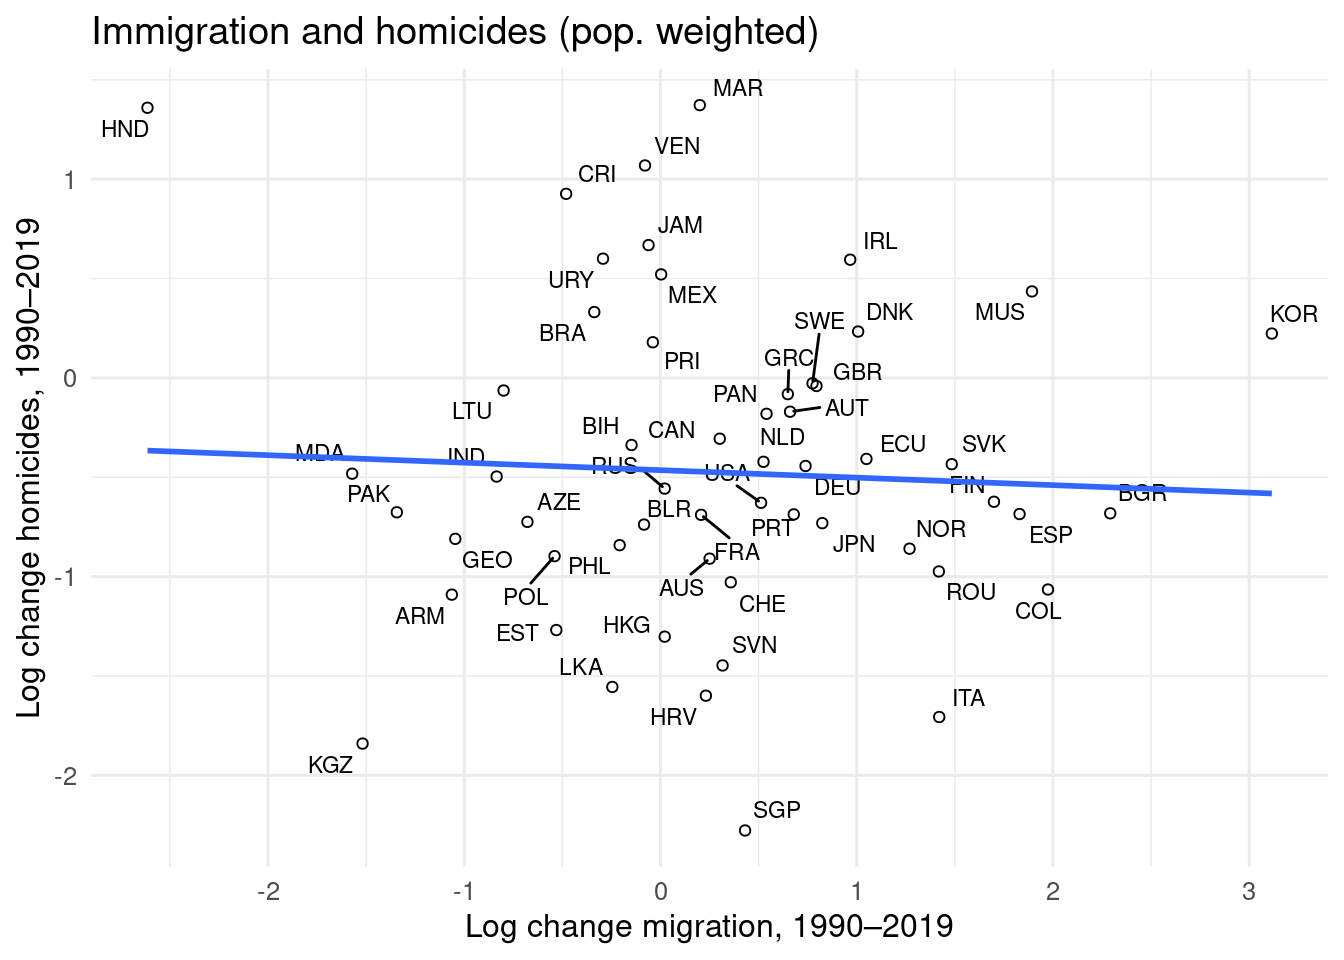 Immigration and homicides (pop. weighted)
MAR
HND
VEN
CRI
JAM
IRL
URY
MEX
MUS
KOR
BRA
SWE
DNK
PRI
GRC
GBR
PAN
AUT
LTU
BIH
CAN
NLD
ECU
SVK
MDA
IND
RUS
USA
DEU
FIN
BGR
PAK
AZE
BLR
PRT
NOR
ESP
GEO
PHL
FRA
JPN
POL
AUS
CHE
ROU
COL
ARM
EST
HKG
SVN
LKA
HRV
ITA
KGZ
SGP
1
0
-1
-2
-2
-1
0
1
2
3
Log change migration, 1990–2019
Log change homicides, 1990–2019